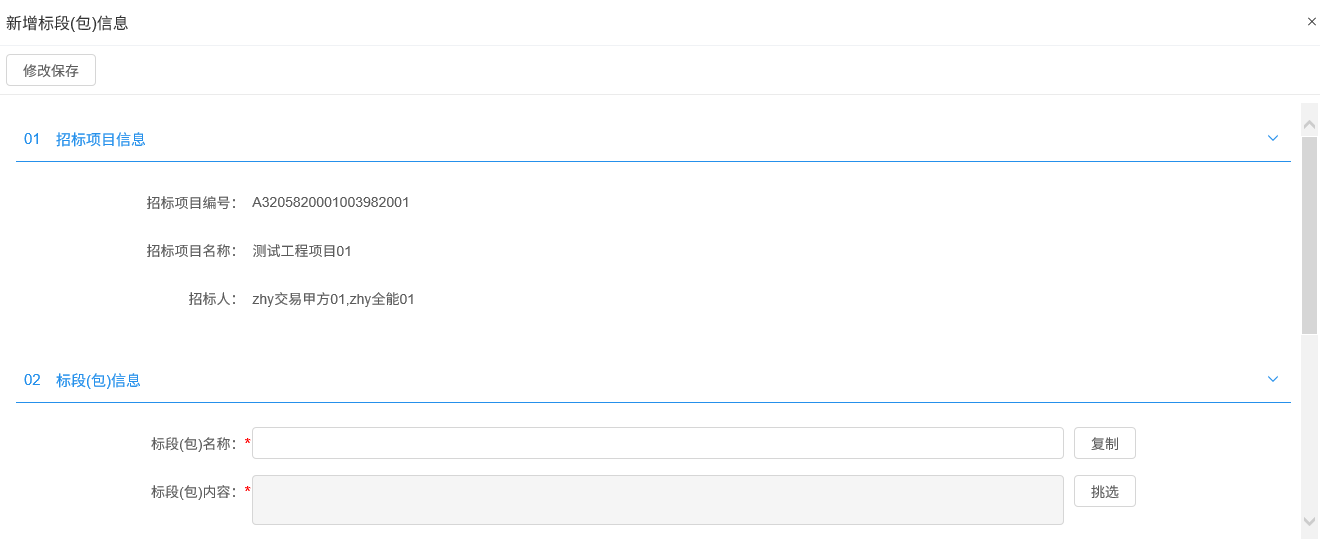 新增标段(包)信息
×
修改保存
01 招标项目信息
招标项目编号： A3205820001003982001
招标项目名称： 测试工程项目01
招标人： zhy交易甲方01,zhy全能01
02 标段(包)信息
标段(包)名称：* 复制
标段(包)内容：* 挑选